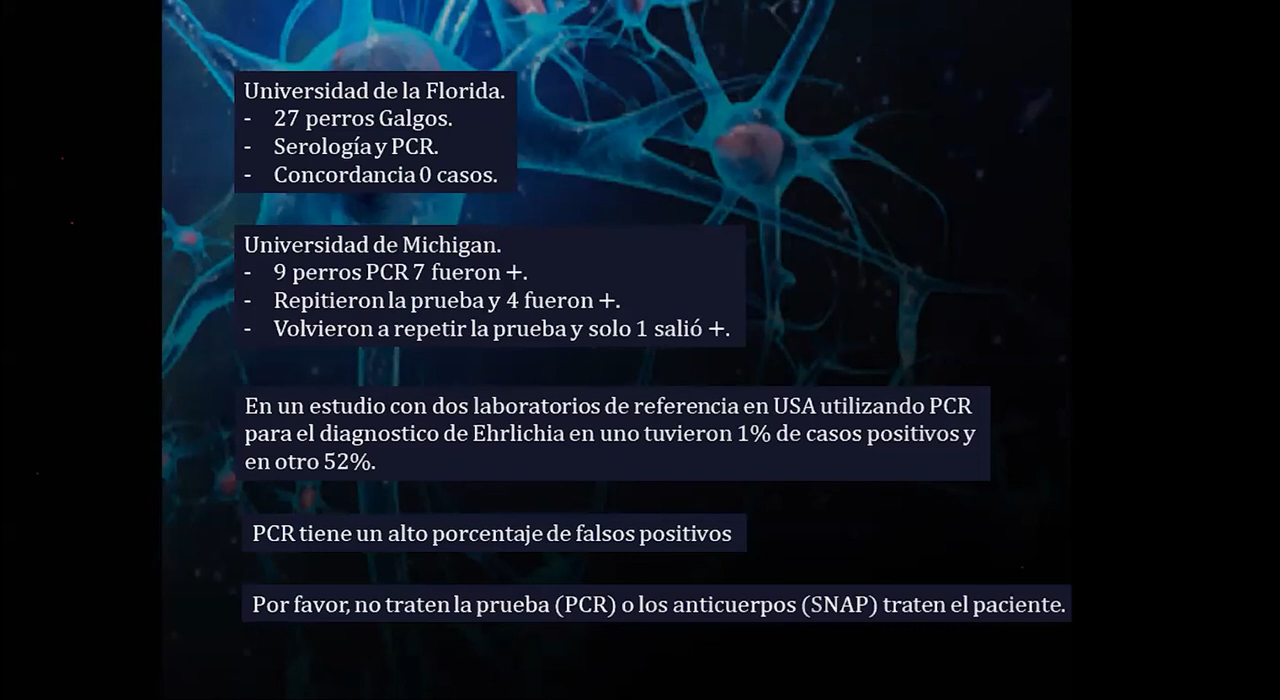 Universidad de la Florida.
- 27 perros Galgos.
- Serología y PCR.
- Concordancia 0 casos.
Universidad de Michigan.
- 9 perros PCR 7 fueron +.
- Repitieron la prueba y 4 fueron +.
- Volvieron a repetir la prueba y solo 1 salió +.
En un estudio con dos laboratorios de referencia en USA utilizando PCR
para el diagnostico de Ehrlichia en uno tuvieron 1% de casos positivos y
en otro 52%.
PCR tiene un alto porcentaje de falsos positivos
Por favor, no traten la prueba (PCR) o los anticuerpos (SNAP) traten el paciente.